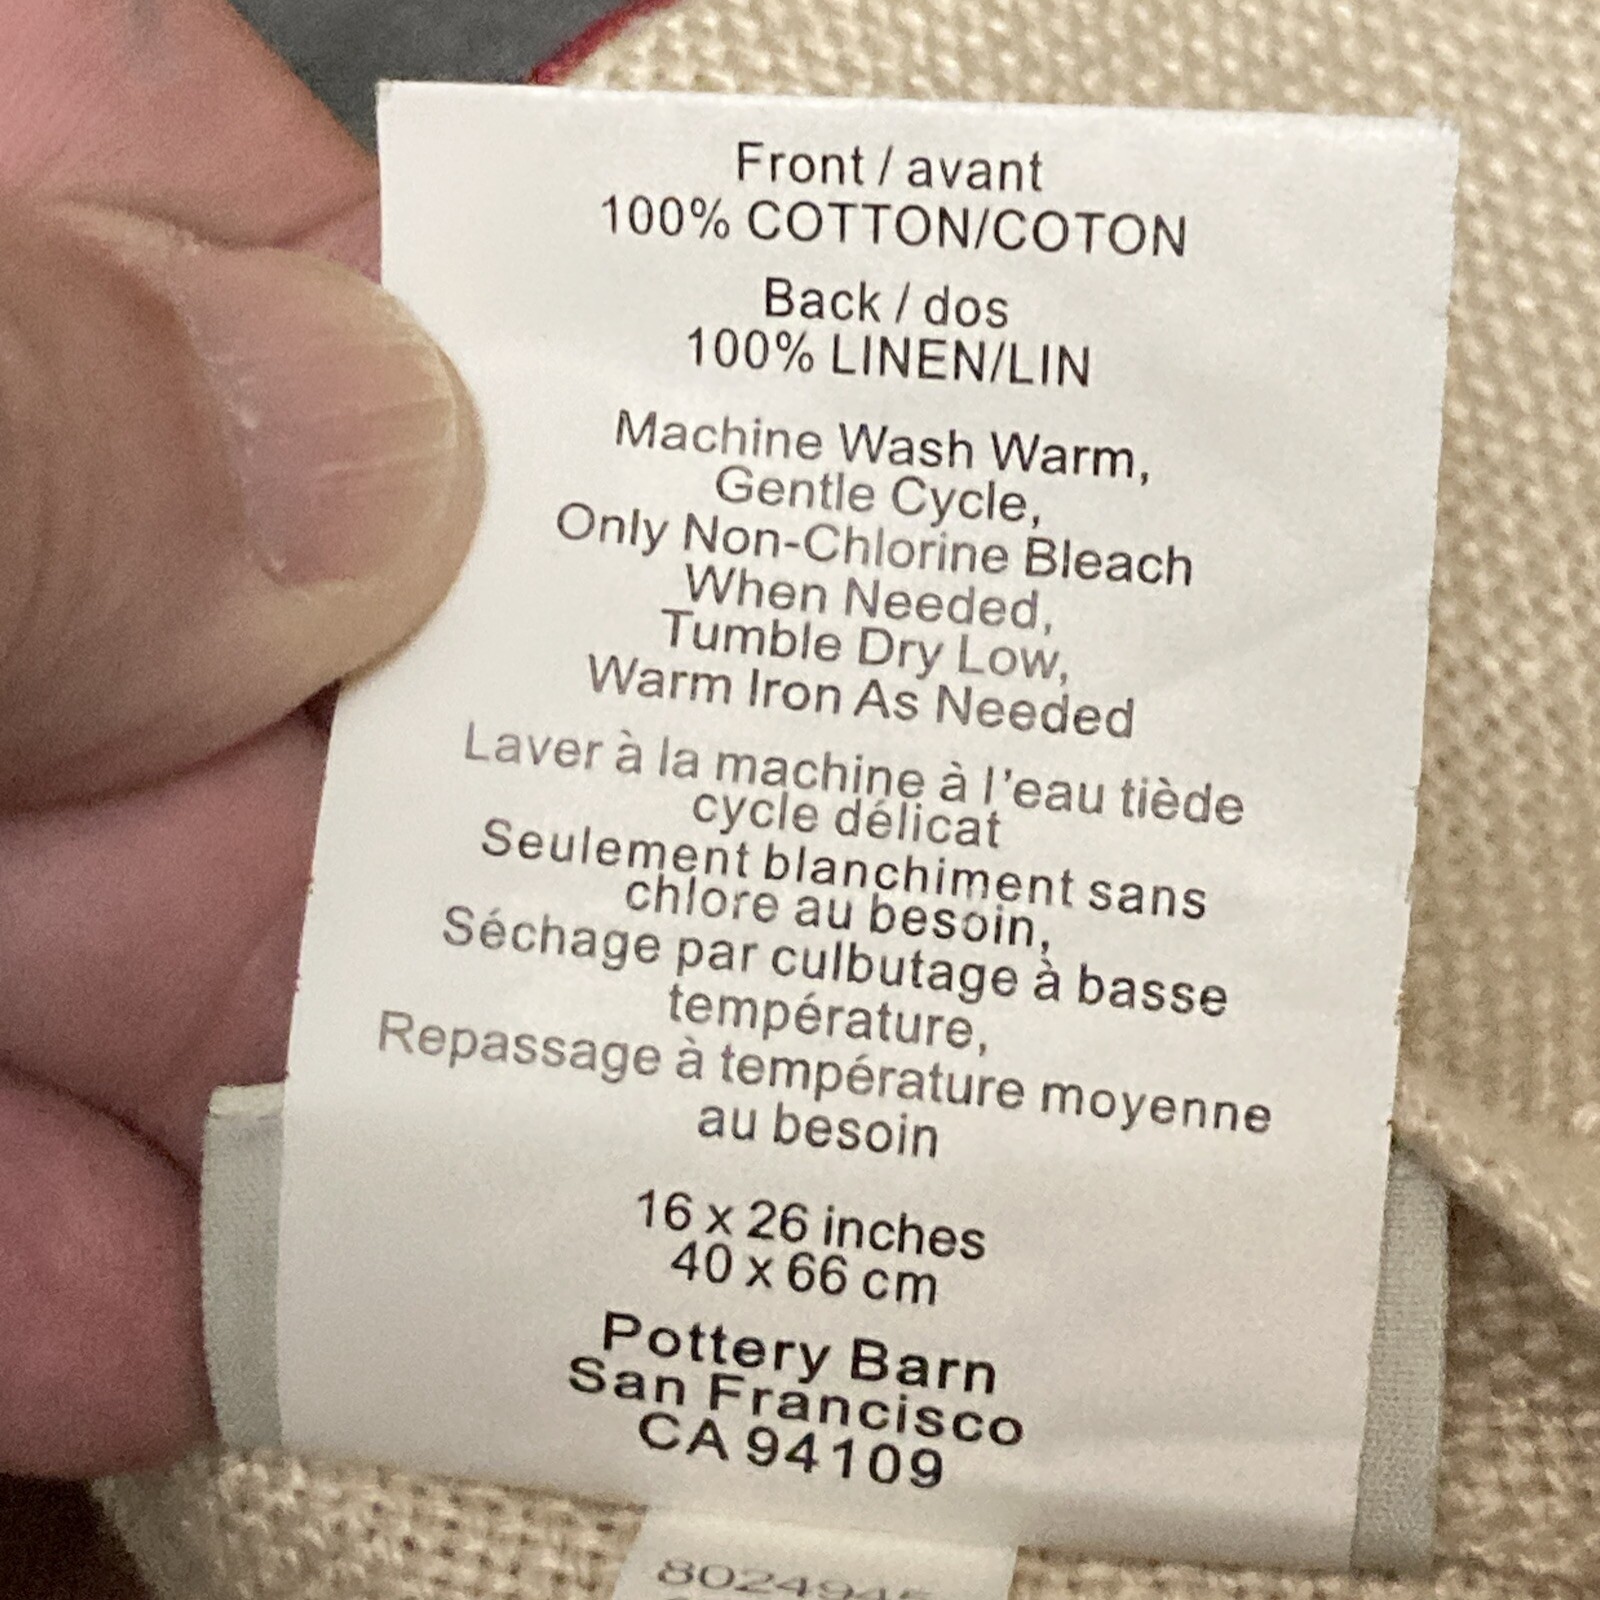 Front / avant
100% COTTON/COTON
Back / dos
100% LINEN/LIN
Machine Wash Warm,
Gentle Cycle,
Only Non-Chlorine Bleach
When Needed,
Tumble Dry Low,
Warm Iron As Needed
Laver à la machine à l'eau tiède
cycle délicat
Seulement blanchiment sans
chlore au besoin,
Séchage par culbutage à basse
température,
Repassage à température moyenne
au besoin
16 x 26 inches
40 x 66 cm
Pottery Barn
San Francisco
CA 94109